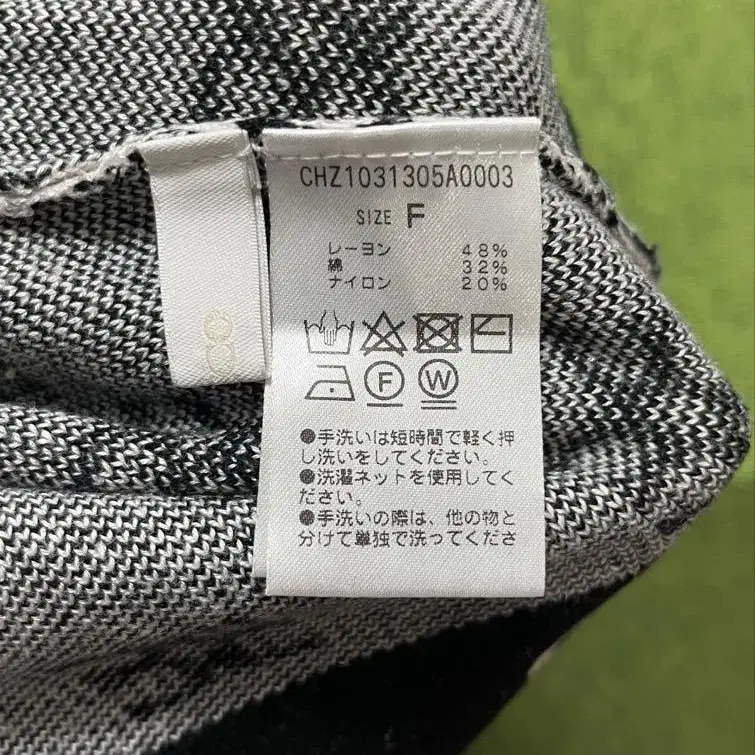 CHZ1031305A0003
SIZE F
レーヨン 48%
綿 32%
ナイロン 20%
F W
●手洗いは短時間で軽く押
し洗いをしてください。
●洗濯ネットを使用してく
ださい。
●手洗いの際は、他の物と
分けて単独で洗ってくださ